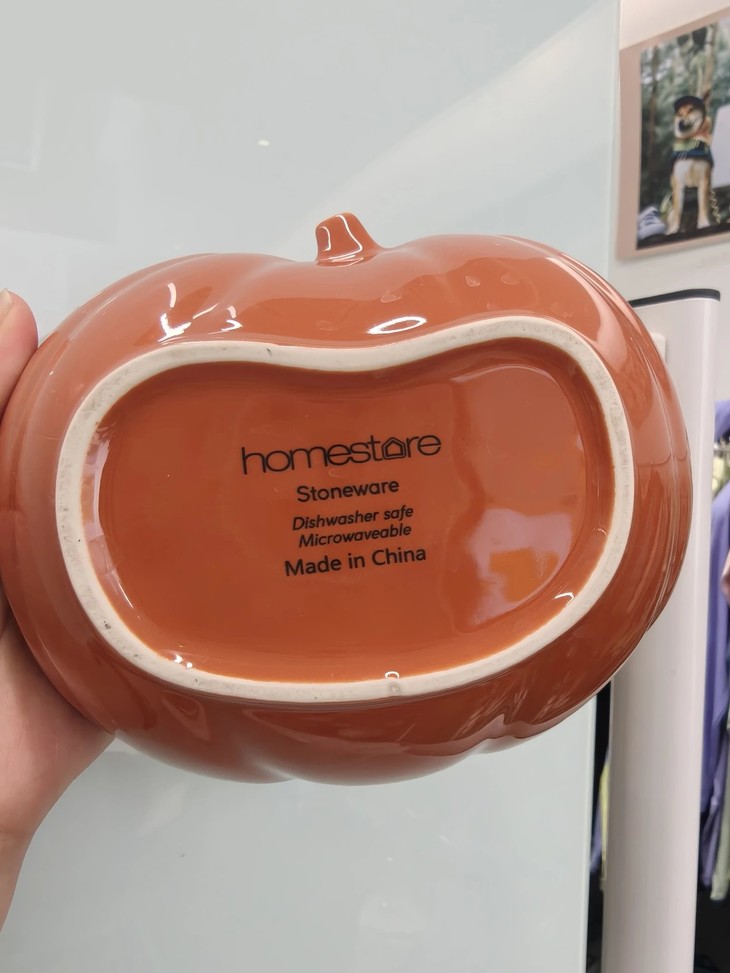 homestore
Stoneware
Dishwasher safe
Microwaveable
Made in China